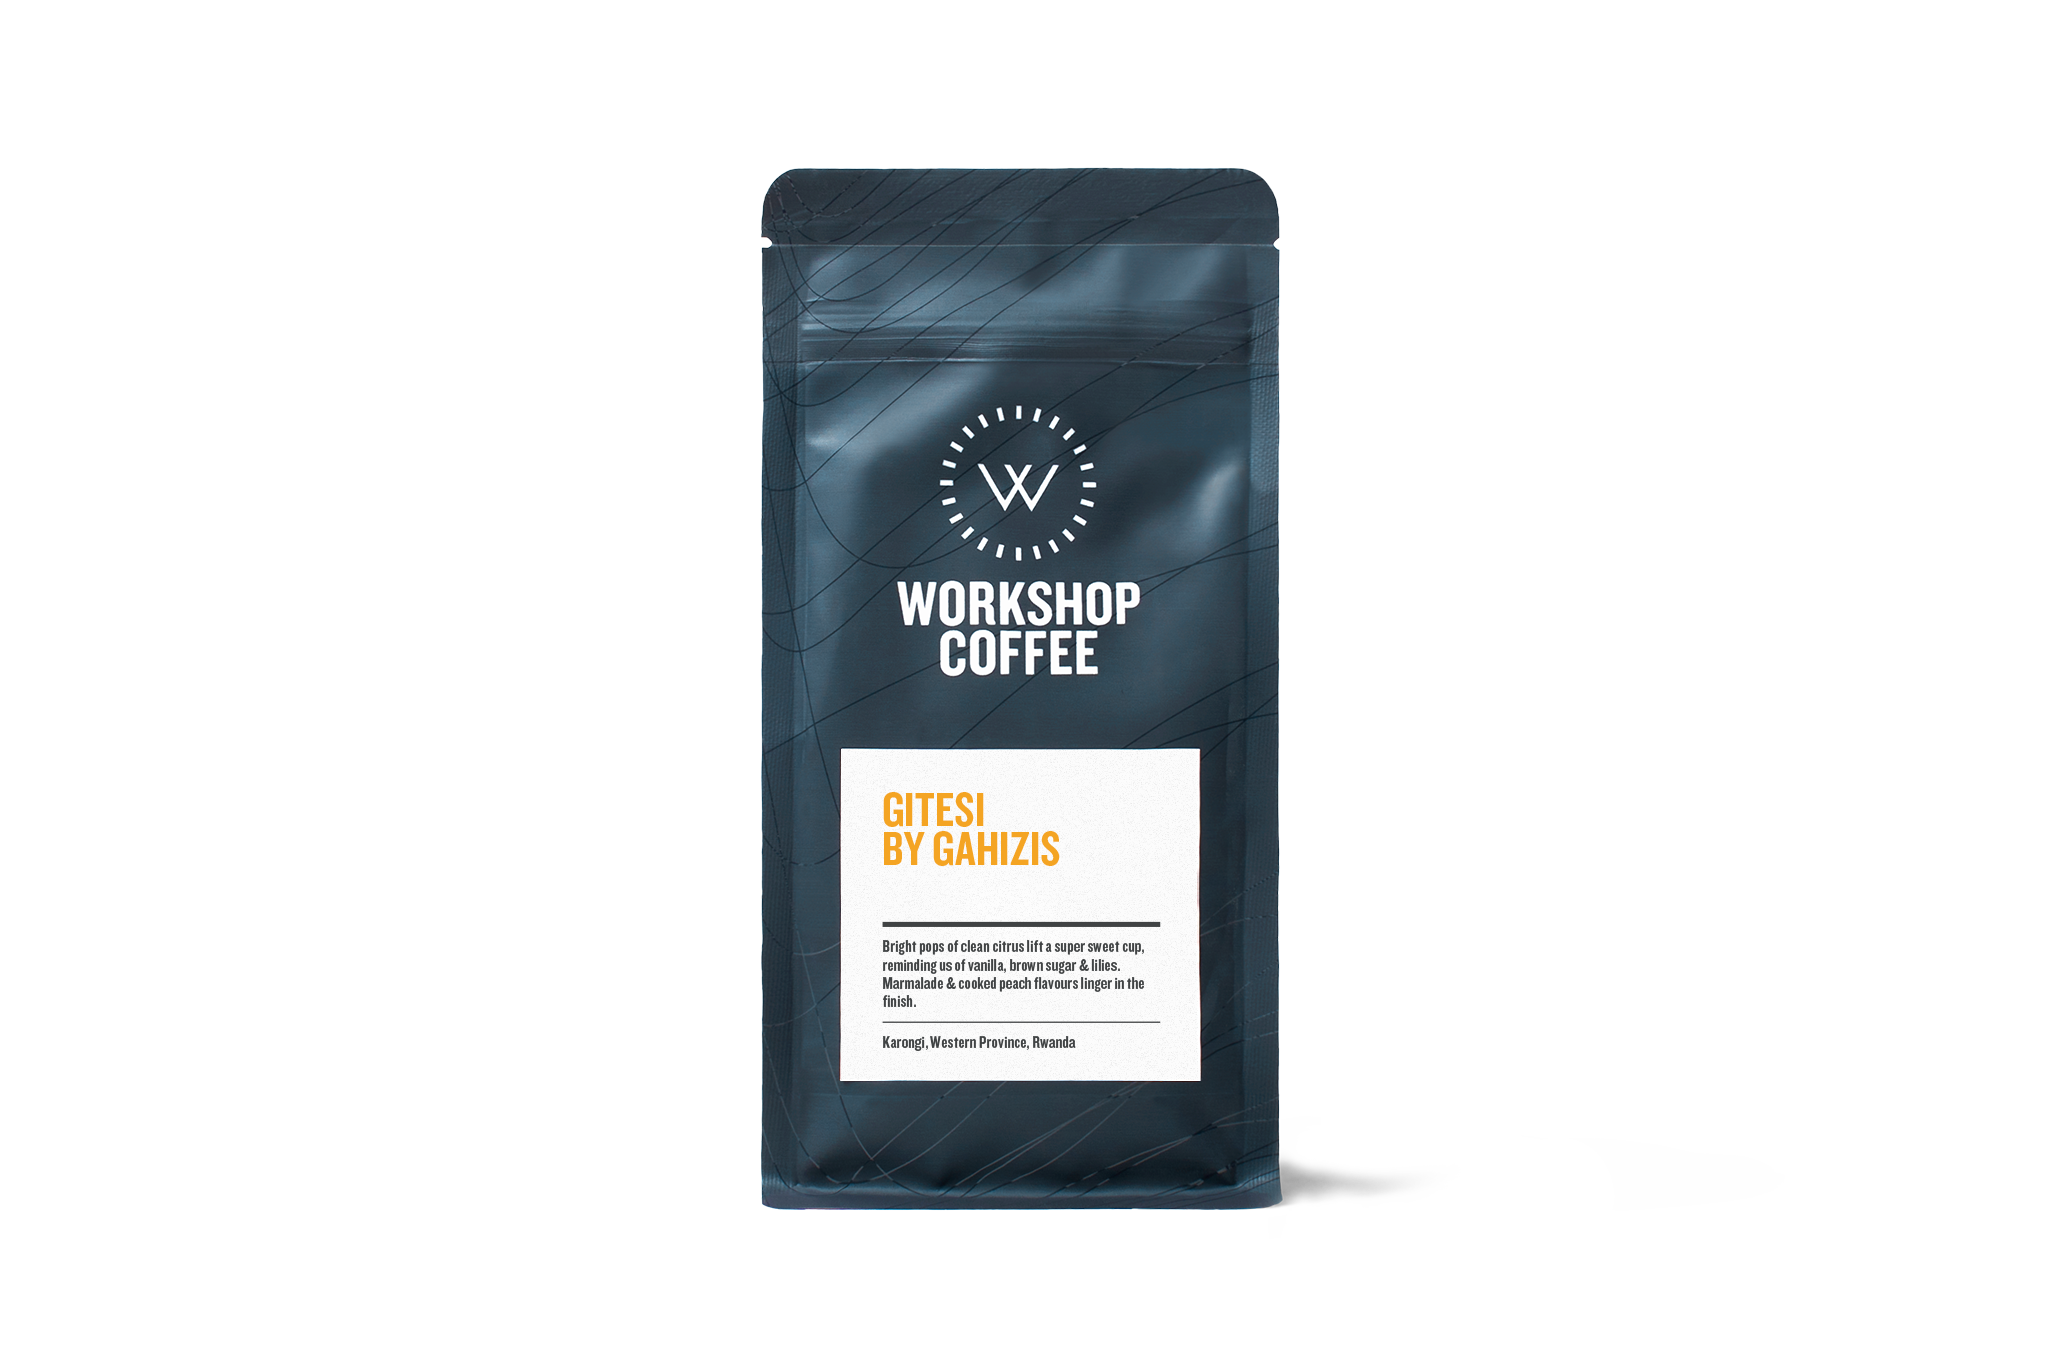 W
WORKSHOP
COFFEE
GITESI
BY GAHIZIS
Bright pops of clean citrus lift a super sweet cup,
reminding us of vanilla, brown sugar & lilies.
Marmalade & cooked peach flavours linger in the
finish.
Karongi, Western Province, Rwanda